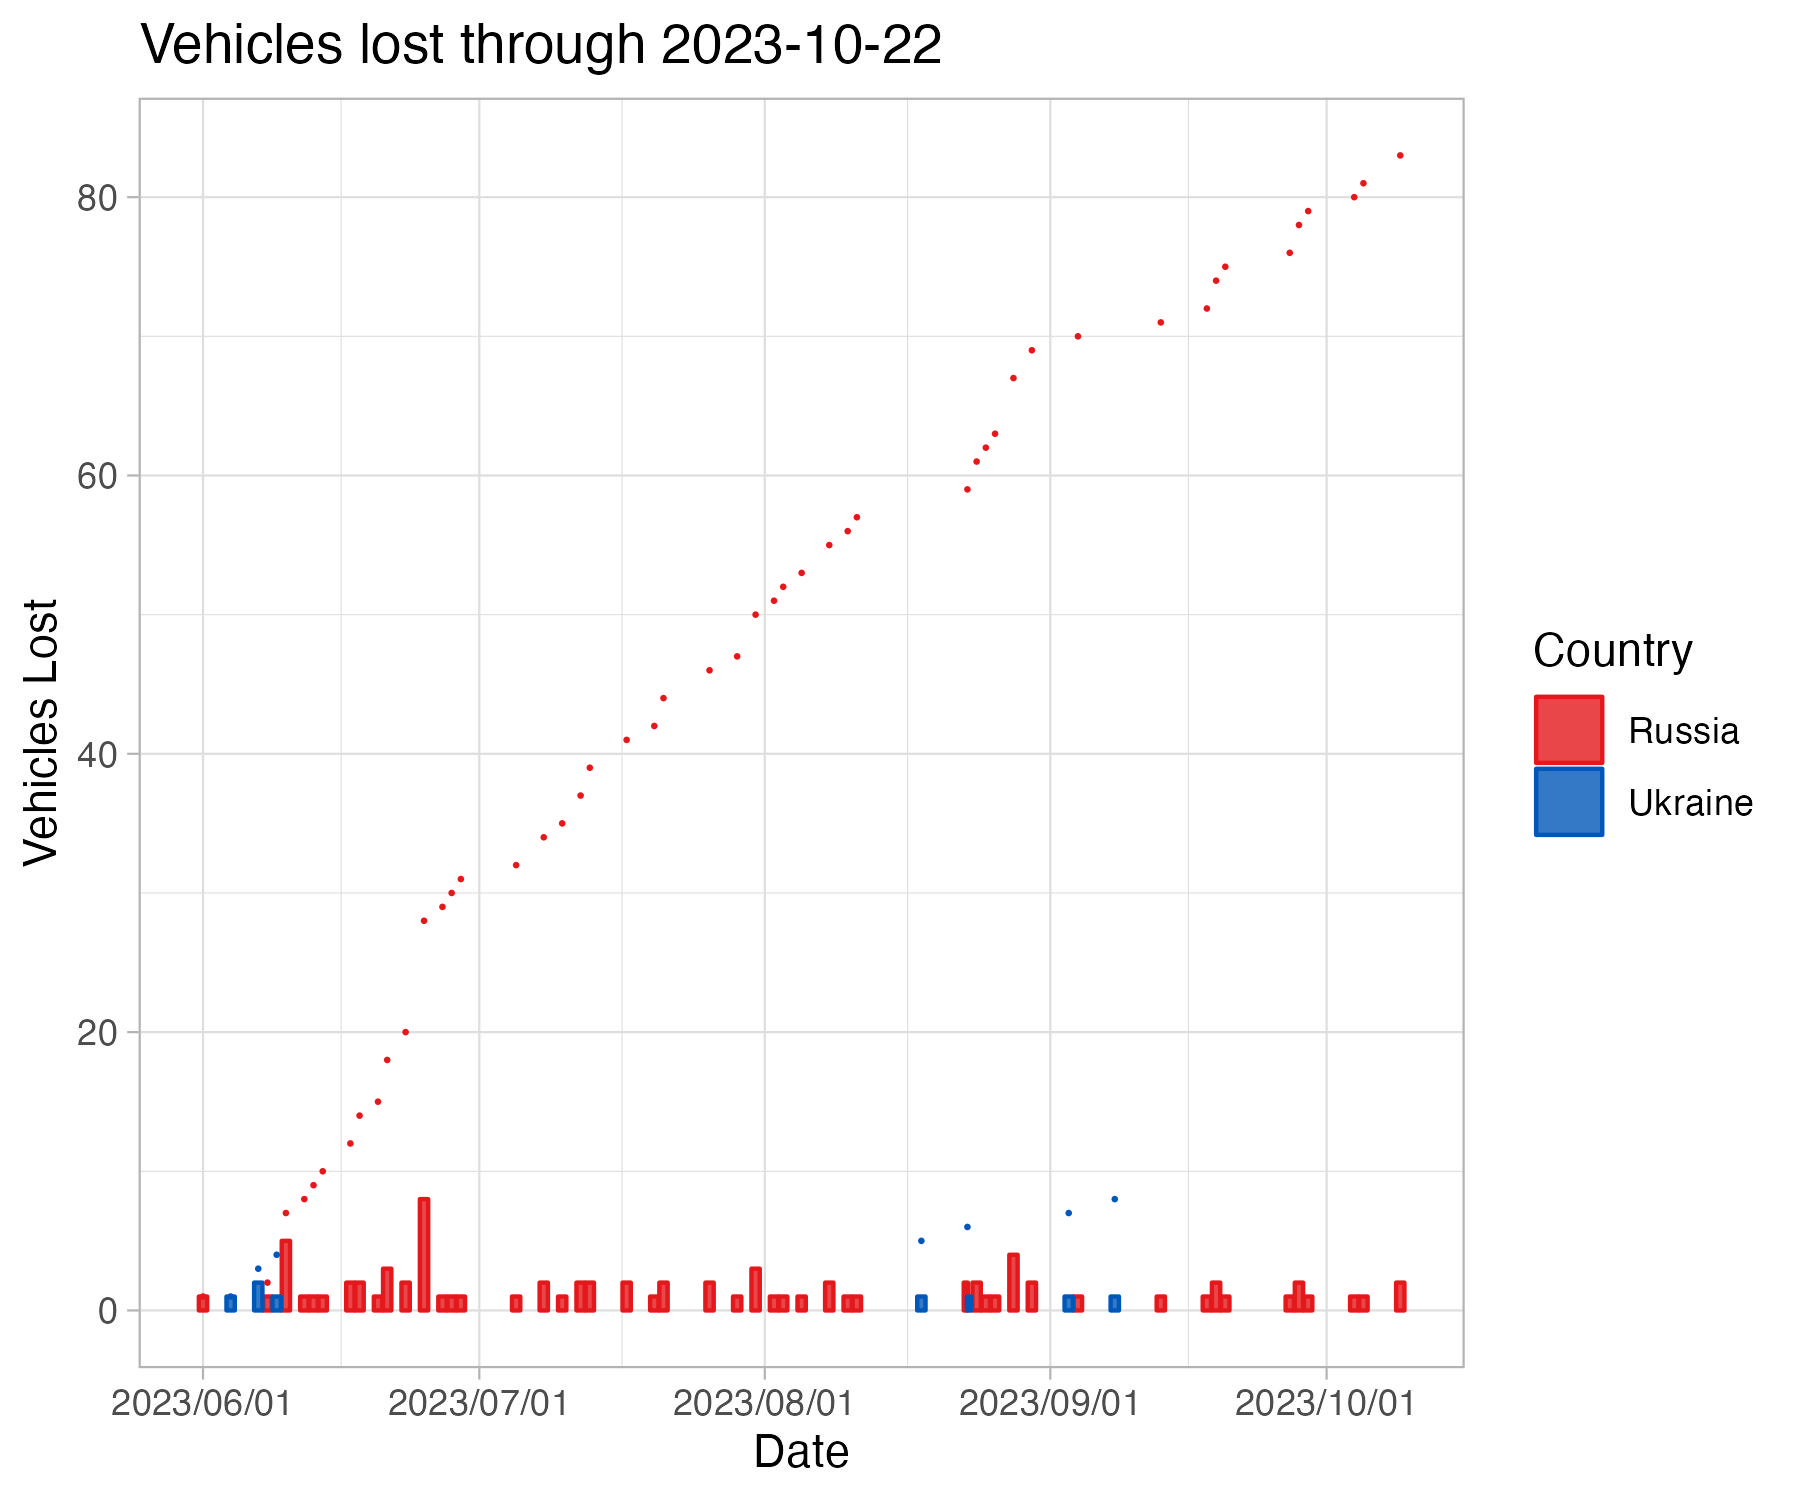 Vehicles lost through 2023-10-22
Vehicles Lost
80
60
40
20
0
2023/06/01 2023/07/01 2023/08/01 2023/09/01 2023/10/01
Date
Country
Russia
Ukraine